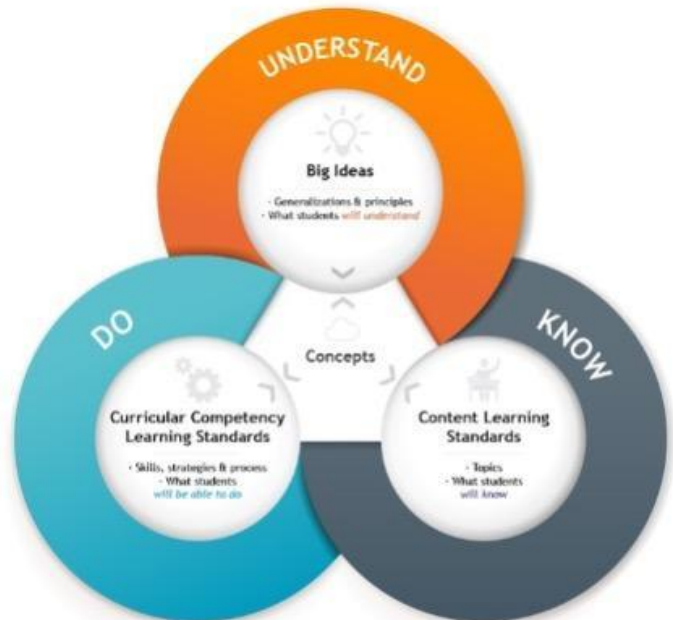 UNDERSTAND
Big Ideas
· Generalizations & principles
· What students will understand
DO
KNOW
Concepts
Curricular Competency
Learning Standards
· Skills, strategies & process
· What students
will be able to do
Content Learning
Standards
· Topics
· What students
will know